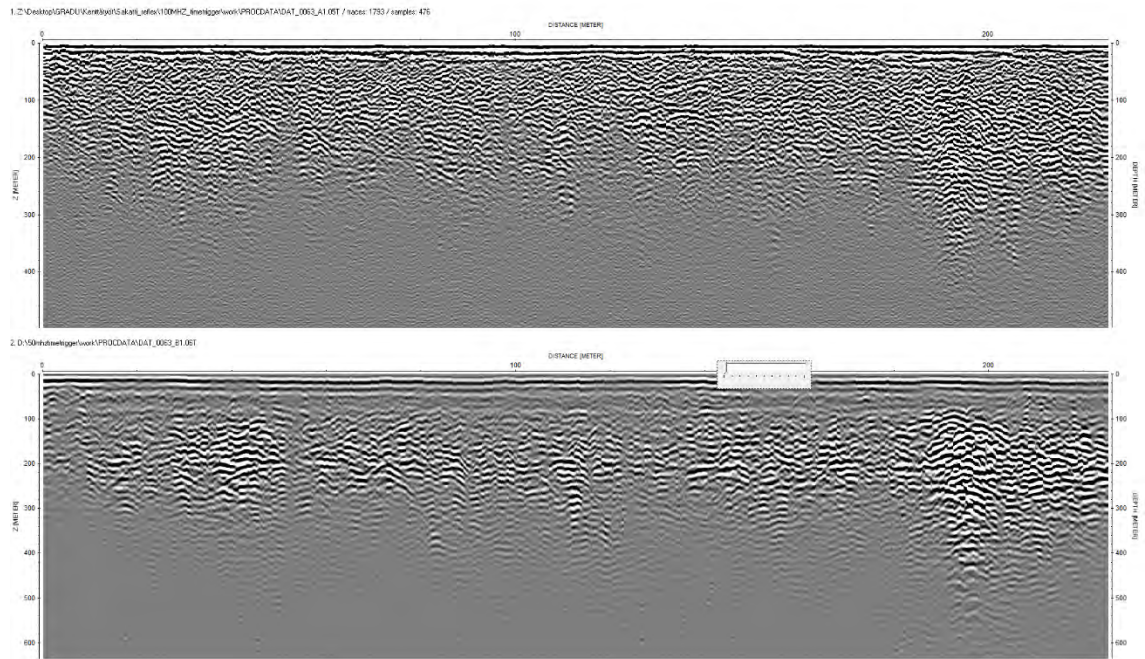 1. Z:\Desktop\GRADU\Kenttätyöt\Sakatti_reflex\100MHZ_timetrigger\work\PROCDATA\DAT_0063_A1.05T / traces: 1793 / samples: 476
DISTANCE [METER]
0 100 200
0 0
100 100
200 200
300 300
400 400
Z [METER]
DEPTH [METER]
2. D:\50mhztimetrigger\work\PROCDATA\DAT_0063_B1.06T
DISTANCE [METER]
0 100 200
0 0
100 100
200 200
300 300
400 400
500 500
600 600
Z [METER]
DEPTH [METER]